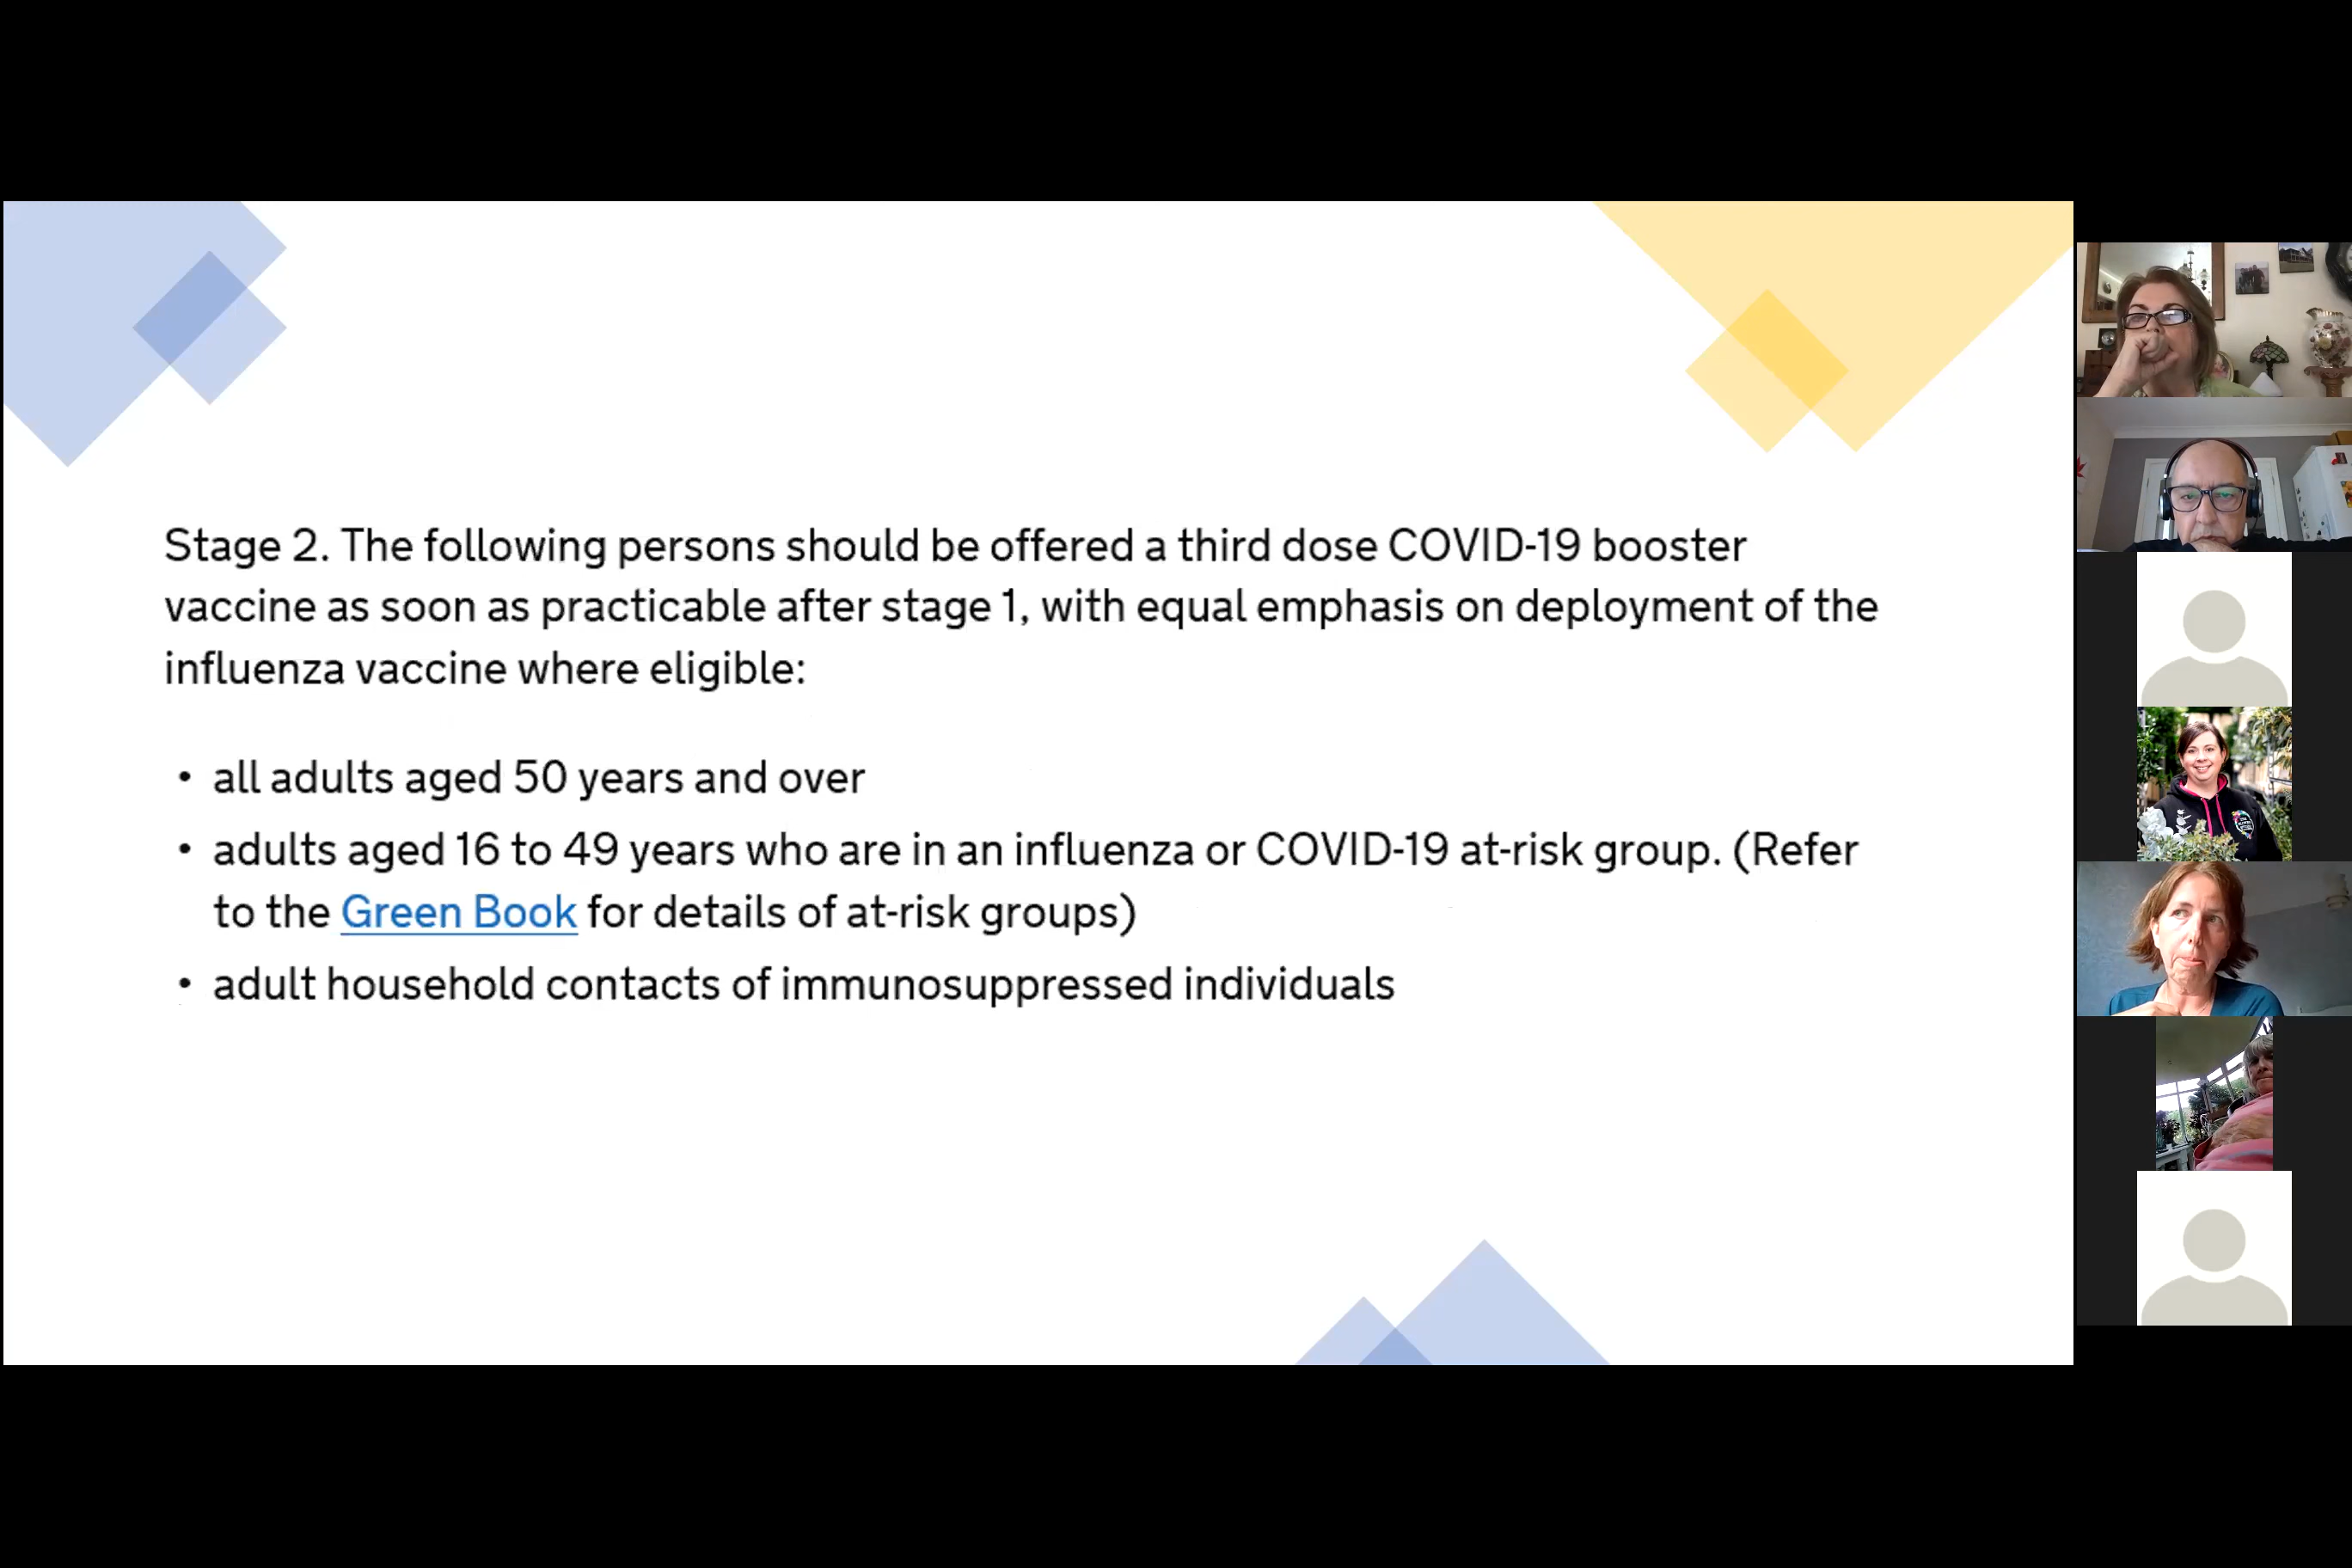 Stage 2. The following persons should be offered a third dose COVID-19 booster
vaccine as soon as practicable after stage 1, with equal emphasis on deployment of the
influenza vaccine where eligible:
• all adults aged 50 years and over
• adults aged 16 to 49 years who are in an influenza or COVID-19 at-risk group. (Refer
to the Green Book for details of at-risk groups)
• adult household contacts of immunosuppressed individuals